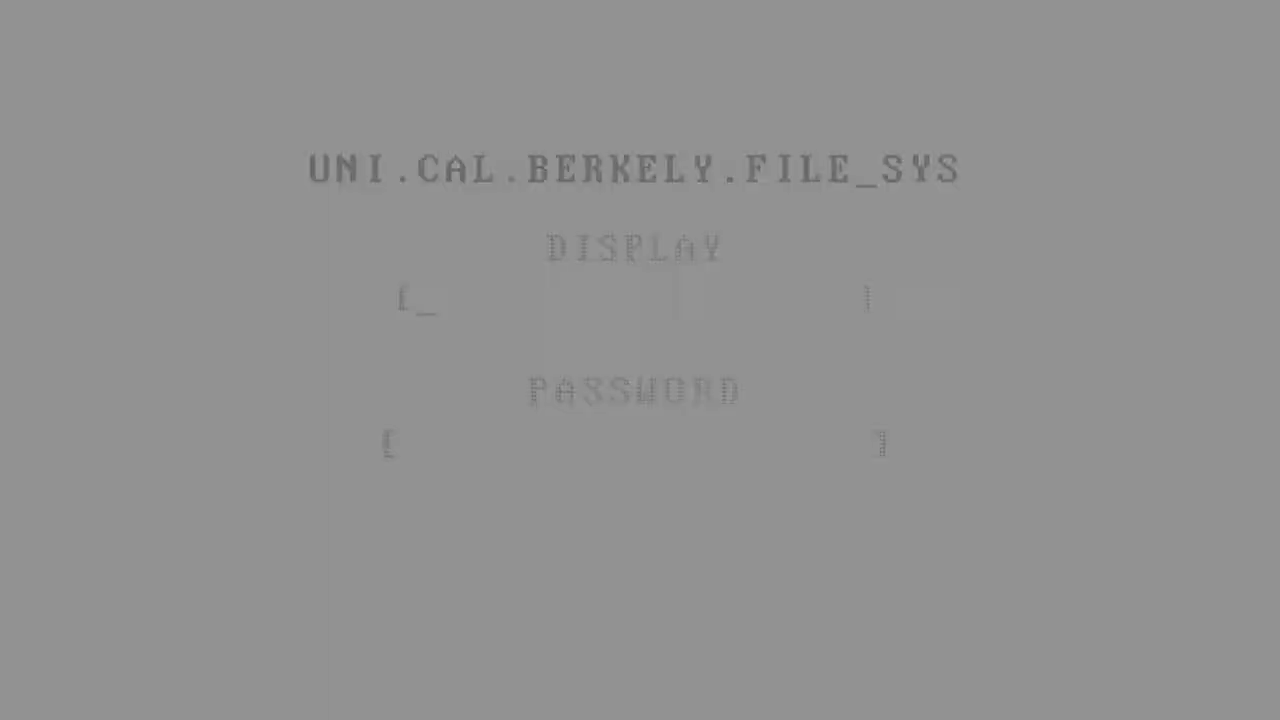 UNI.CAL.BERKELY.FILE_SYS
DISPLAY
[_ ]
PASSWORD
[ ]